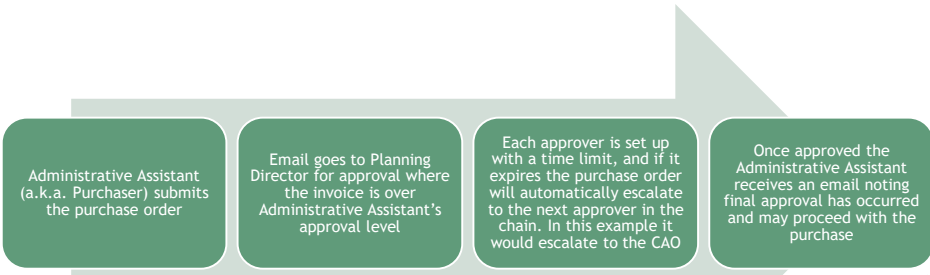 Administrative Assistant
(a.k.a. Purchaser) submits
the purchase order
Email goes to Planning
Director for approval where
the invoice is over
Administrative Assistant's
approval level
Each approver is set up
with a time limit, and if it
expires the purchase order
will automatically escalate
to the next approver in the
chain. In this example it
would escalate to the CAO
Once approved the
Administrative Assistant
receives an email noting
final approval has occurred
and may proceed with the
purchase